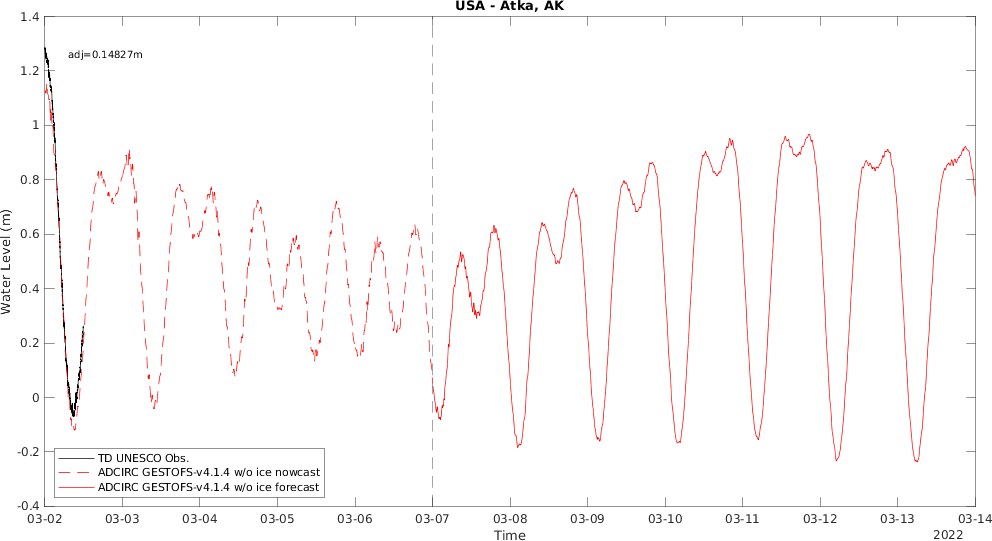 USA - Atka, AK
adj=0.14827m
1.4
1.2
1
0.8
0.6
0.4
0.2
0
-0.2
-0.4
Water Level (m)
TD UNESCO Obs.
ADCIRC GESTOFS-v4.1.4 w/o ice nowcast
ADCIRC GESTOFS-v4.1.4 w/o ice forecast
03-02 03-03 03-04 03-05 03-06 03-07 03-08 03-09 03-10 03-11 03-12 03-13 03-14
Time
2022